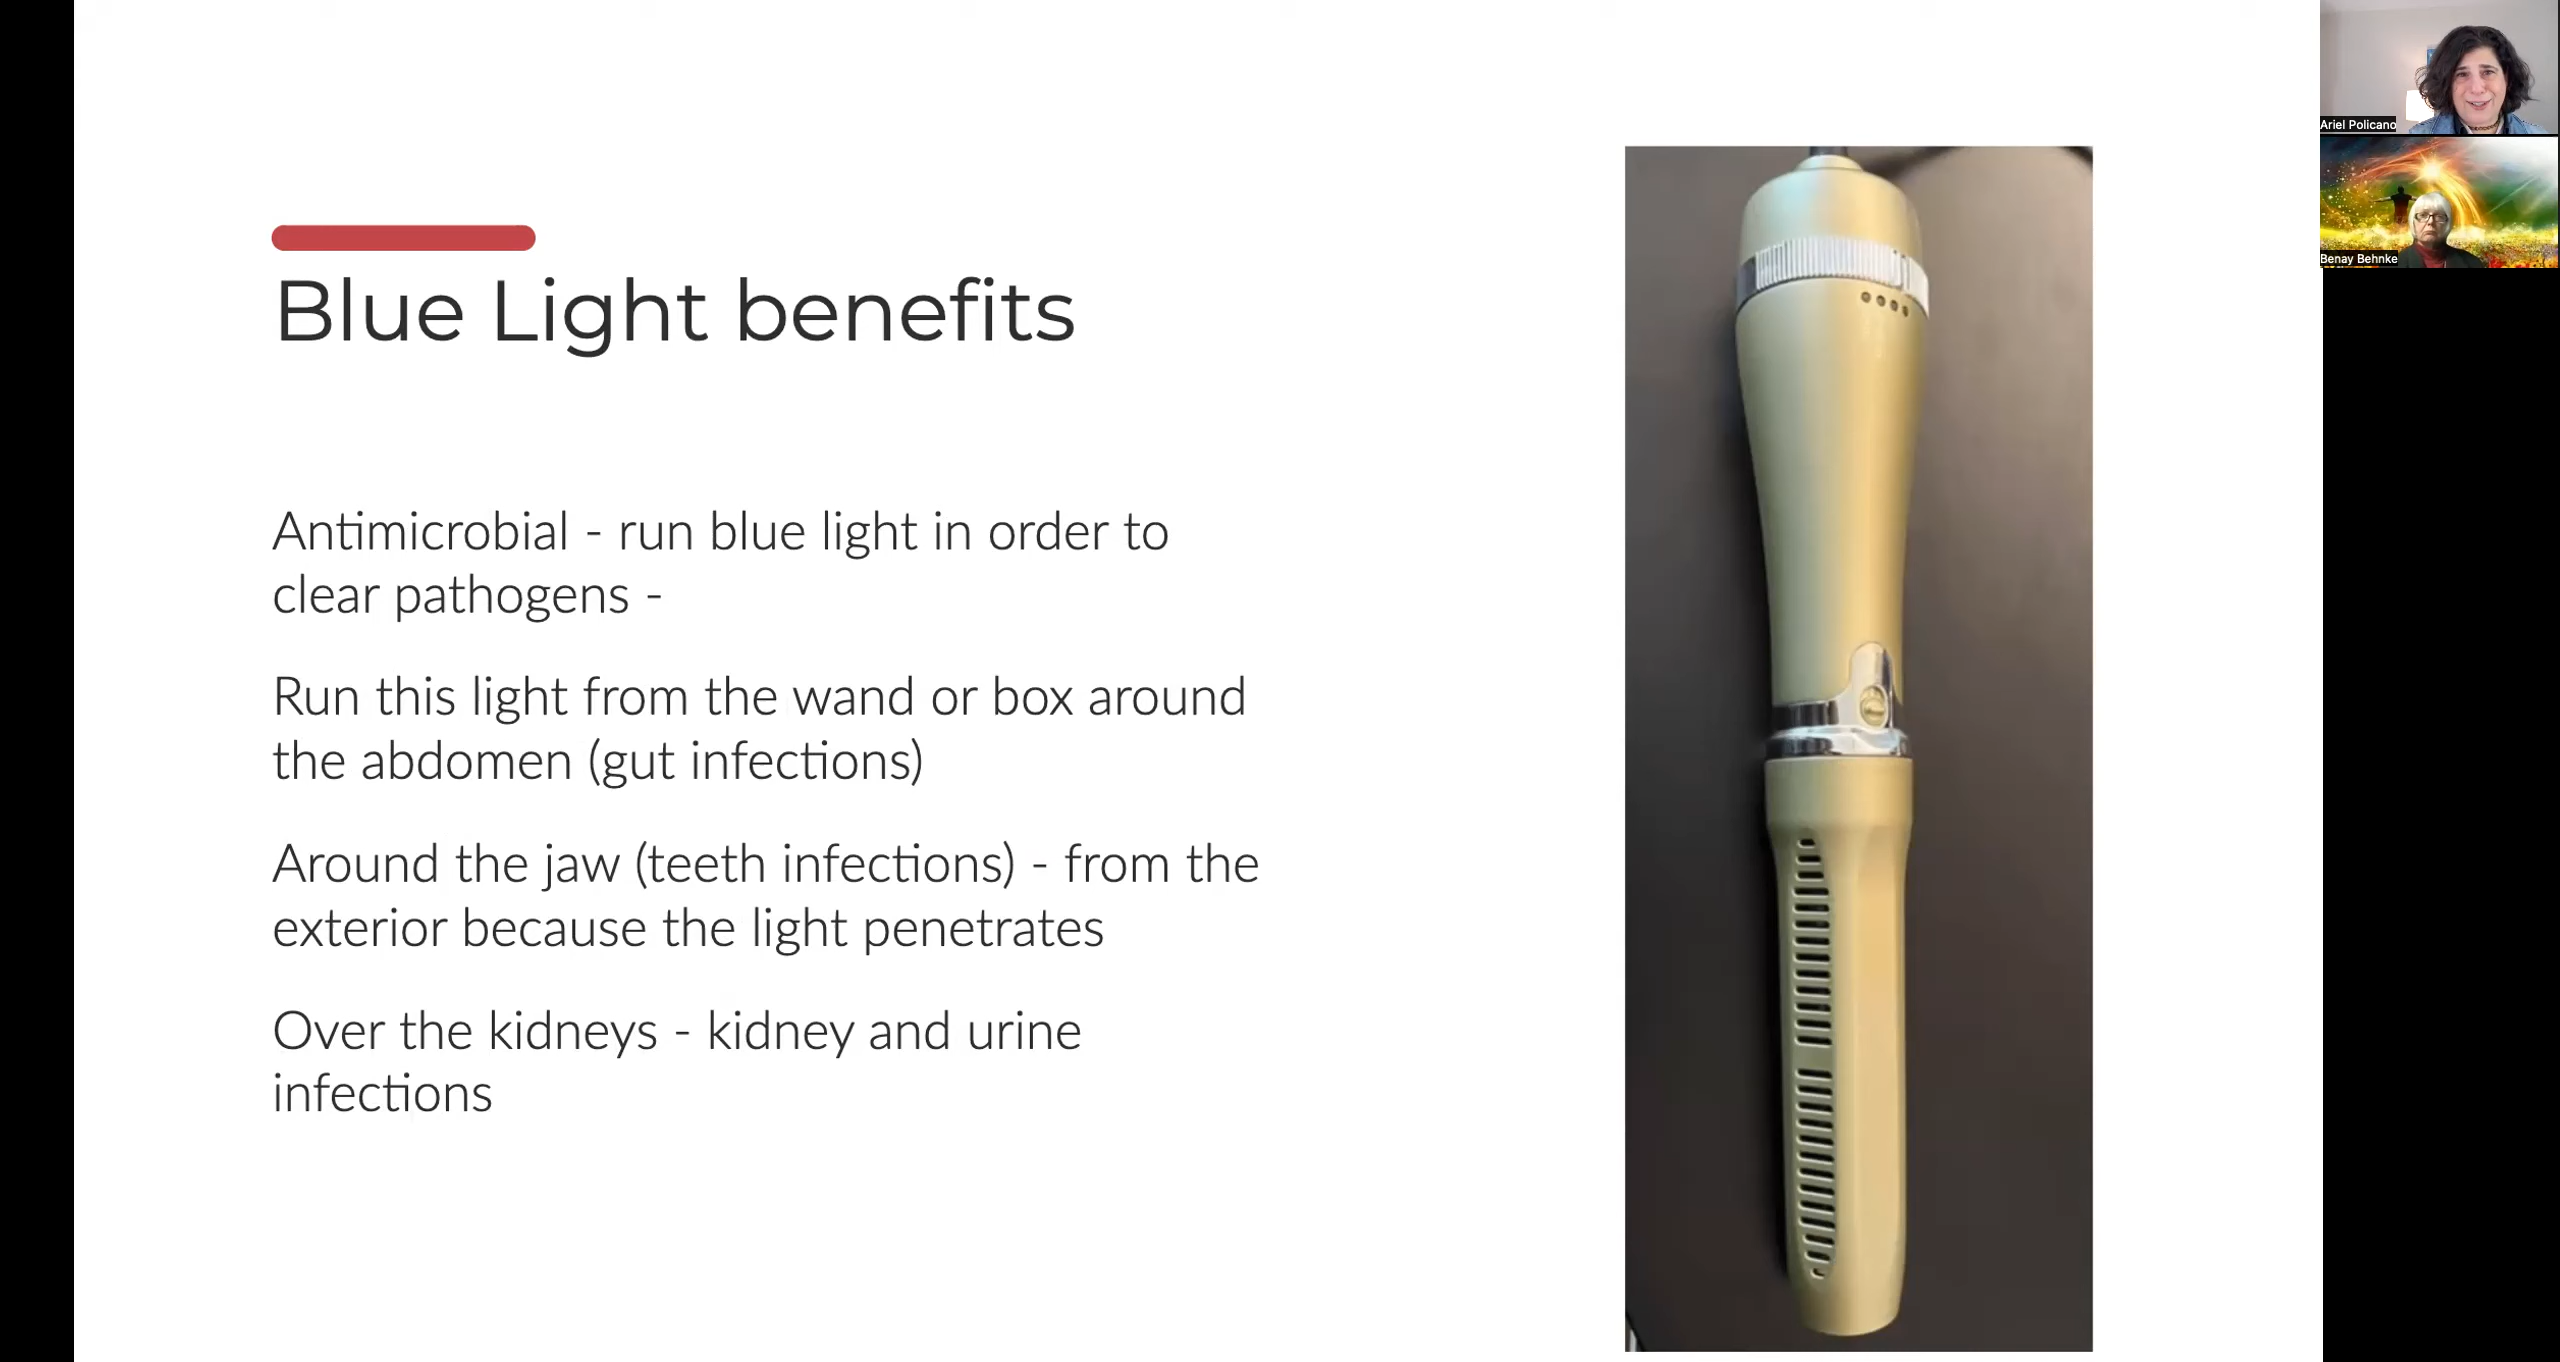 Blue Light benefits
Antimicrobial - run blue light in order to
clear pathogens -
Run this light from the wand or box around
the abdomen (gut infections)
Around the jaw (teeth infections) - from the
exterior because the light penetrates
Over the kidneys - kidney and urine
infections
Ariel Policano
Benay Behnke